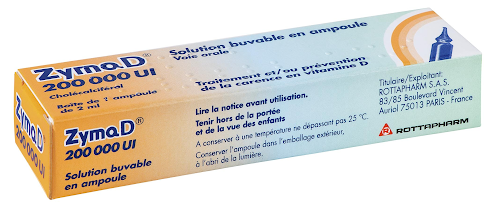 ZymaD®
200 000 UI
Cholécalciférol
Boîte de ampoule
de 2 ml
Solution buvable en ampoule
Voie orale
Traitement et/ou prévention
de la carence en vitamine D
ZymaD®
200 000 UI
Solution buvable
en ampoule
Lire la notice avant utilisation.
Tenir hors de la portée
et de la vue des enfants
A conserver à une température ne dépassant pas 25 °C.
Conserver l'ampoule dans l'emballage extérieur,
à l'abri de la lumière.
Titulaire/Exploitant:
ROTTAPHARM S.A.S.
83/85 Boulevard Vincent
Auriol 75013 PARIS - France
ROTTAPHARM